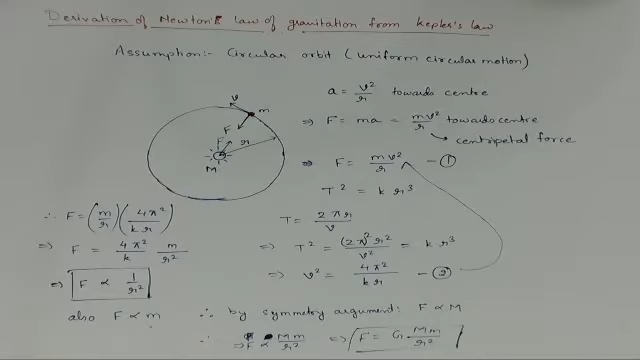 Derivation of Newton's law of gravitation from Kepler's law
Assumption:- Circular orbit (uniform circular motion)
a = v²/r towards centre
⇒ F = ma = mv²/r towards centre
→ centripetal force
⇒ F = mv²/r — ①
T² = k r³
v
m
F
F
r
M
T = 2πr/v
⇒ T² = (2π)² r²/v² = k r³
⇒ v² = 4π²/(k r) — ②
∴ F = (m/r) (4π²/(k r))
⇒ F = 4π²/k m/r²
⇒ F ∝ 1/r²
also F ∝ m ∴ by symmetry argument: F ∝ M
∴ ⇒ F ∝ Mm/r² ⇒ F = G Mm/r²